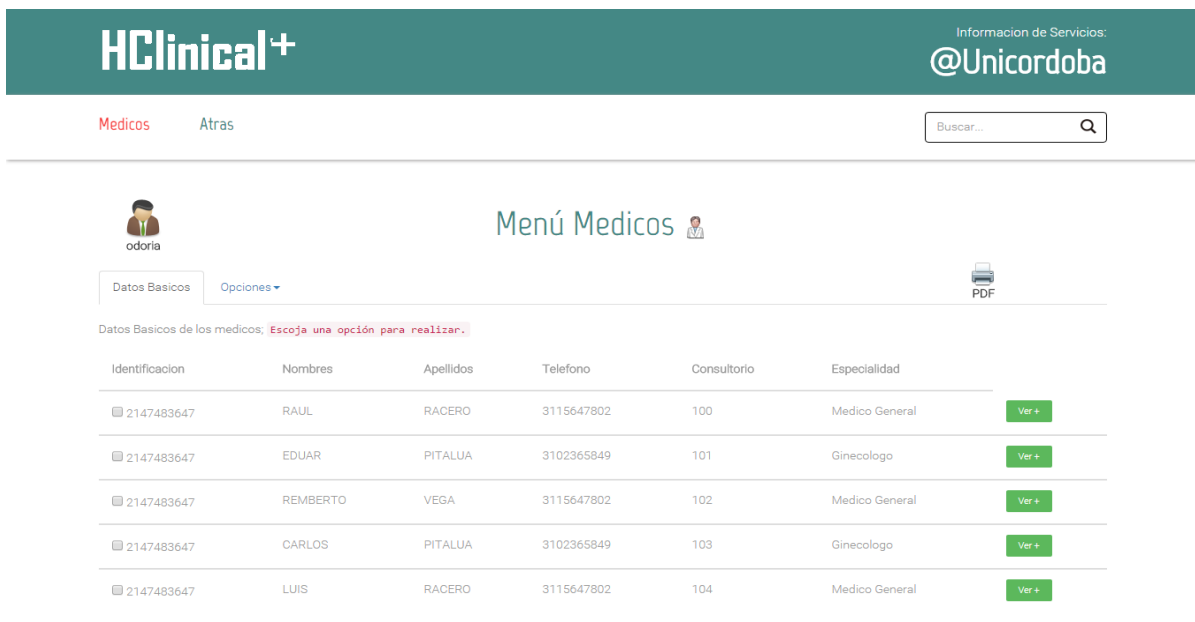 HClinical+
Informacion de Servicios:
@Unicordoba
Medicos Atras Buscar...
odoria
Menú Medicos
Datos Basicos Opciones PDF
Datos Basicos de los medicos; Escoja una opción para realizar.
Identificacion Nombres Apellidos Telefono Consultorio Especialidad
2147483647 RAUL RACERO 3115647802 100 Medico General Ver +
2147483647 EDUAR PITALUA 3102365849 101 Ginecologo Ver +
2147483647 REMBERTO VEGA 3115647802 102 Medico General Ver +
2147483647 CARLOS PITALUA 3102365849 103 Ginecologo Ver +
2147483647 LUIS RACERO 3115647802 104 Medico General Ver +